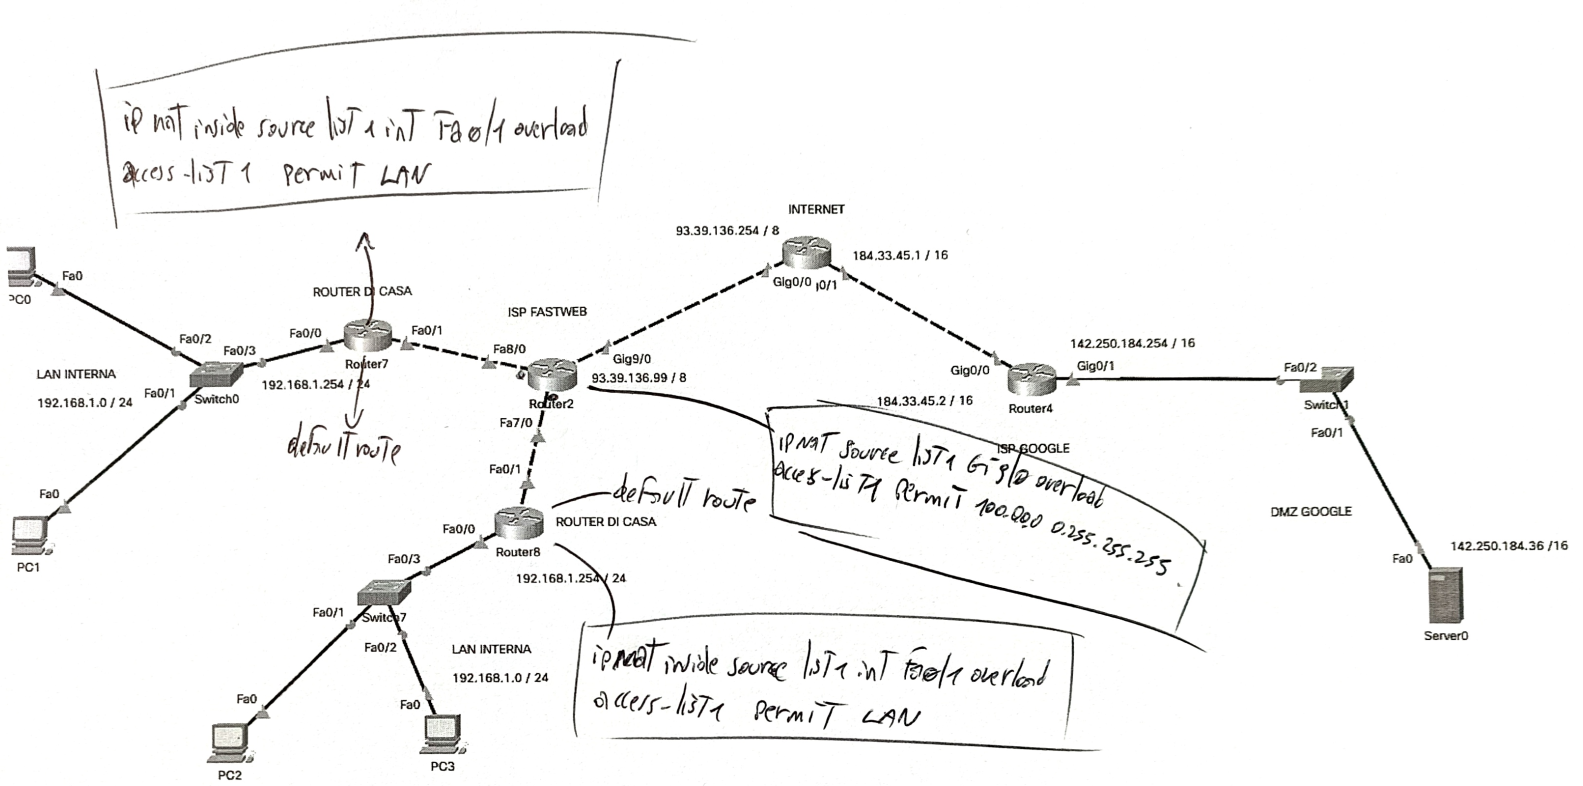 ip nat inside source list 1 int Fa0/1 overload
access-list 1 permit LAN
INTERNET
93.39.136.254 / 8
184.33.45.1 / 16
Gig0/0
g0/1
Fa0
PC0
ROUTER DI CASA
ISP FASTWEB
Fa0/2
Fa0/3
Fa0/0
Fa0/1
Router7
Fa8/0
Gig9/0
93.39.136.99 / 8
Router2
142.250.184.254 / 16
Gig0/0
Gig0/1
Router4
184.33.45.2 / 16
ISP GOOGLE
Fa0/2
Switch1
Fa0/1
LAN INTERNA
192.168.1.0 / 24
Fa0/1
Switch0
192.168.1.254 / 24
default route
Fa7/0
Fa0/1
ip nat source list 1 Gig9/0 overload
access-list 1 permit 100.0.0.0 0.255.255.255
default route
DMZ GOOGLE
Fa0
PC1
Fa0/0
ROUTER DI CASA
Router8
192.168.1.254 / 24
Fa0/3
Switch7
Fa0/1
Fa0/2
Fa0
142.250.184.36 /16
Server0
LAN INTERNA
192.168.1.0 / 24
ip nat inside source list 1 int Fa0/1 overload
access-list 1 permit LAN
Fa0
PC2
Fa0
PC3